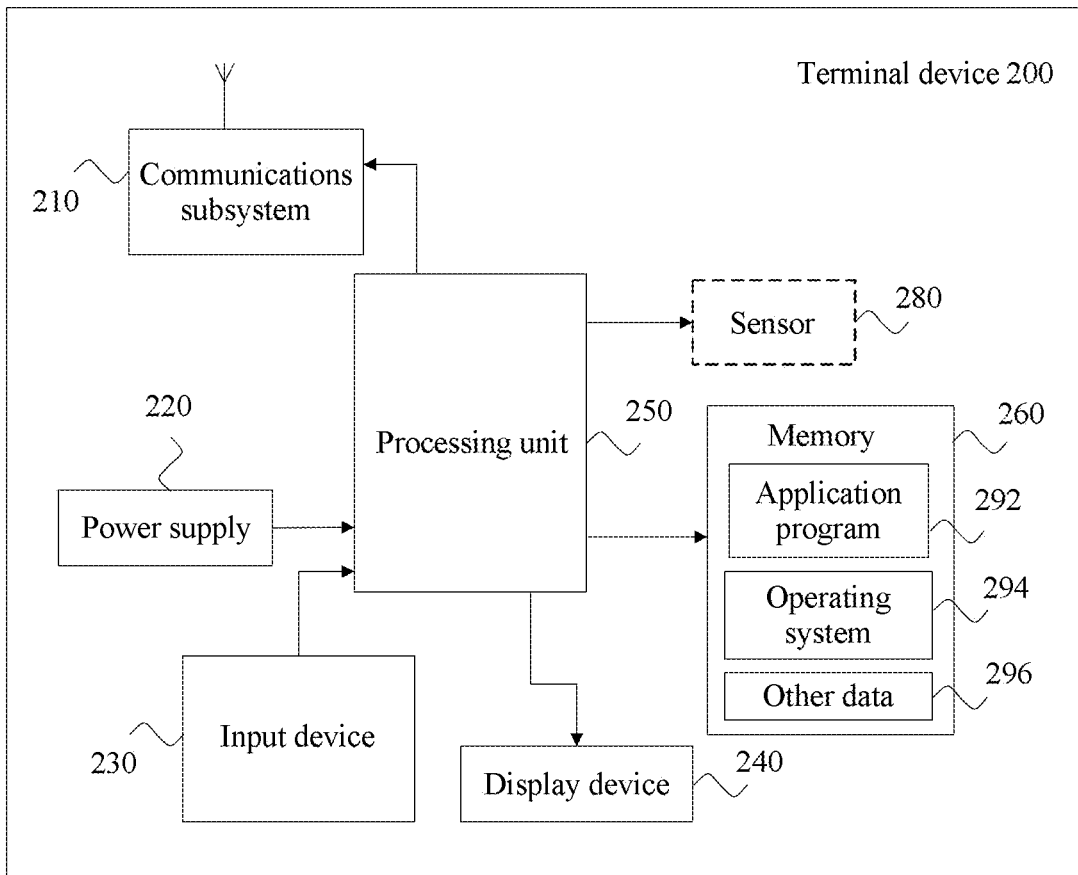 Terminal device 200
Communications
subsystem
210
Sensor
280
220
Power supply
Processing unit
250
Memory
260
Application
program
292
Operating
system
294
Other data
296
Input device
230
Display device
240